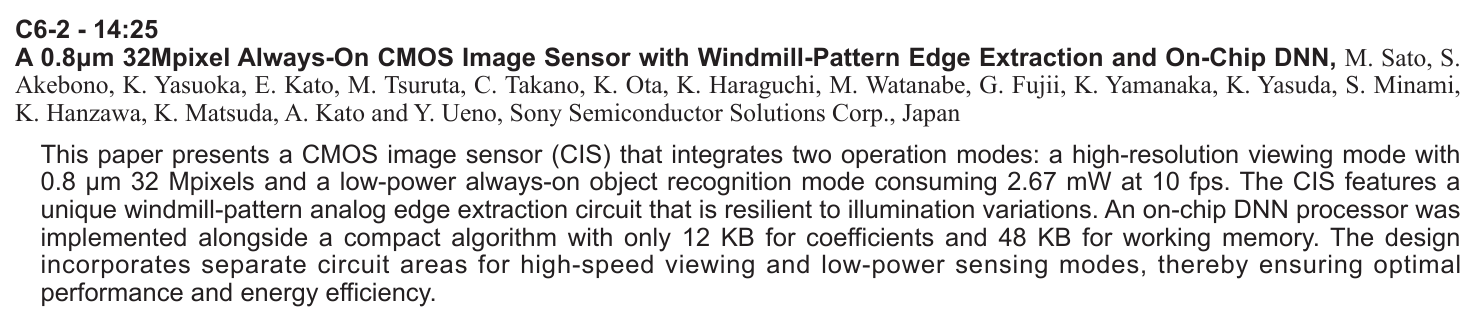 C6-2 - 14:25
A 0.8µm 32Mpixel Always-On CMOS Image Sensor with Windmill-Pattern Edge Extraction and On-Chip DNN, M. Sato, S.
Akebono, K. Yasuoka, E. Kato, M. Tsuruta, C. Takano, K. Ota, K. Haraguchi, M. Watanabe, G. Fujii, K. Yamanaka, K. Yasuda, S. Minami,
K. Hanzawa, K. Matsuda, A. Kato and Y. Ueno, Sony Semiconductor Solutions Corp., Japan
This paper presents a CMOS image sensor (CIS) that integrates two operation modes: a high-resolution viewing mode with
0.8 µm 32 Mpixels and a low-power always-on object recognition mode consuming 2.67 mW at 10 fps. The CIS features a
unique windmill-pattern analog edge extraction circuit that is resilient to illumination variations. An on-chip DNN processor was
implemented alongside a compact algorithm with only 12 KB for coefficients and 48 KB for working memory. The design
incorporates separate circuit areas for high-speed viewing and low-power sensing modes, thereby ensuring optimal
performance and energy efficiency.